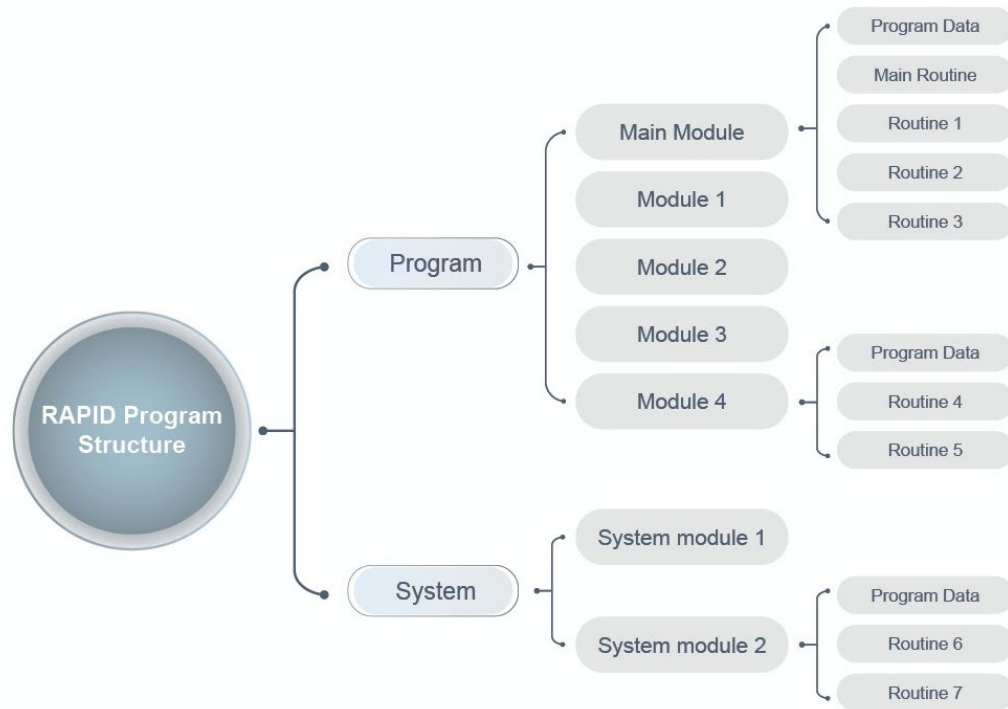 RAPID Program
Structure
Program
Main Module
Program Data
Main Routine
Routine 1
Routine 2
Routine 3
Module 1
Module 2
Module 3
Module 4
Program Data
Routine 4
Routine 5
System
System module 1
System module 2
Program Data
Routine 6
Routine 7